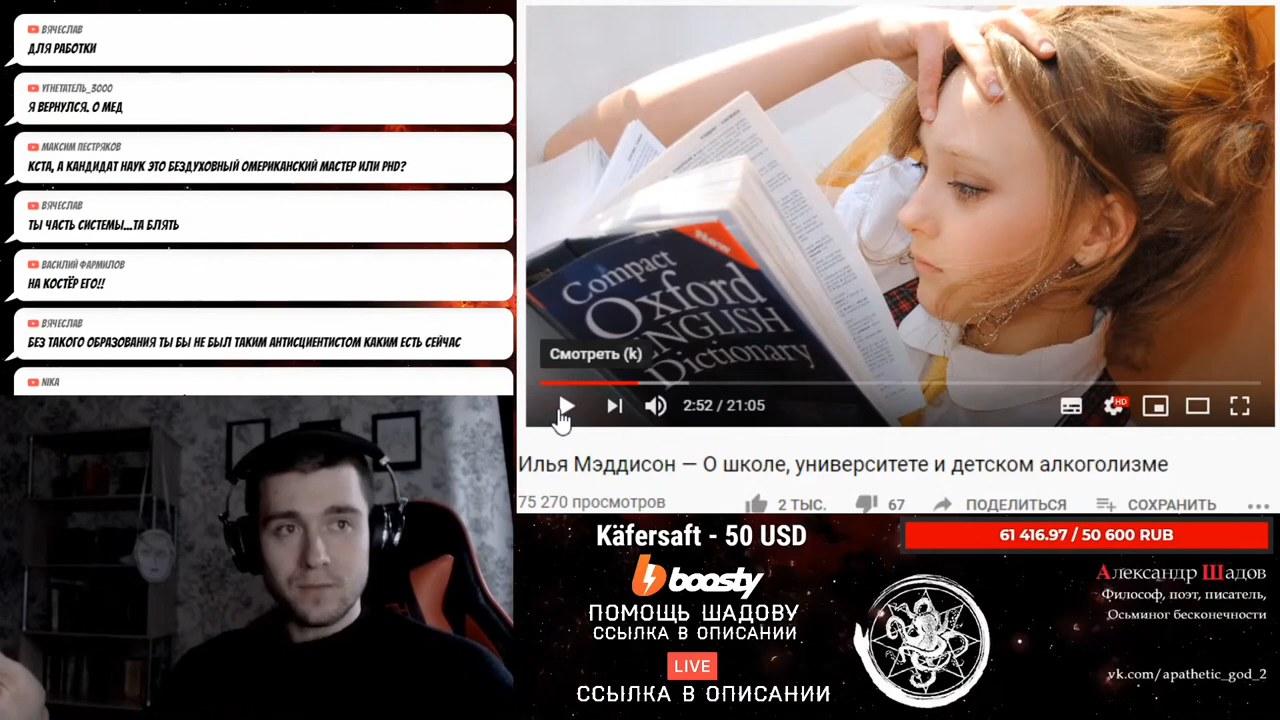 ВЯЧЕСЛАВ
ДЛЯ РАБОТКИ
УГНЕТАТЕЛЬ_3000
Я ВЕРНУЛСЯ. О МЕД
МАКСИМ ПЕСТРЯКОВ
КСТА, А КАНДИДАТ НАУК ЭТО БЕЗДУХОВНЫЙ ОМЕРИКАНСКИЙ МАСТЕР ИЛИ PHD?
ВЯЧЕСЛАВ
ТЫ ЧАСТЬ СИСТЕМЫ...ТА БЛЯТЬ
ВАСИЛИЙ ФАРМИЛОВ
НА КОСТЁР ЕГО!!
ВЯЧЕСЛАВ
БЕЗ ТАКОГО ОБРАЗОВАНИЯ ТЫ БЫ НЕ БЫЛ ТАКИМ АНТИСЦИЕНТИСТОМ КАКИМ ЕСТЬ СЕЙЧАС
NIKA
New
Compact
Oxford
ENGLISH
Dictionary
Смотреть (k)
2:52 / 21:05
HD
Илья Мэддисон — О школе, университете и детском алкоголизме
75 270 просмотров
2 ТЫС.
67
ПОДЕЛИТЬСЯ
СОХРАНИТЬ
Käfersaft - 50 USD
boosty
ПОМОЩЬ ШАДОВУ
ССЫЛКА В ОПИСАНИИ
LIVE
ССЫЛКА В ОПИСАНИИ
61 416.97 / 50 600 RUB
Александр Шадов
Философ, поэт, писатель,
Осьминог бесконечности
vk.com/apathetic_god_2